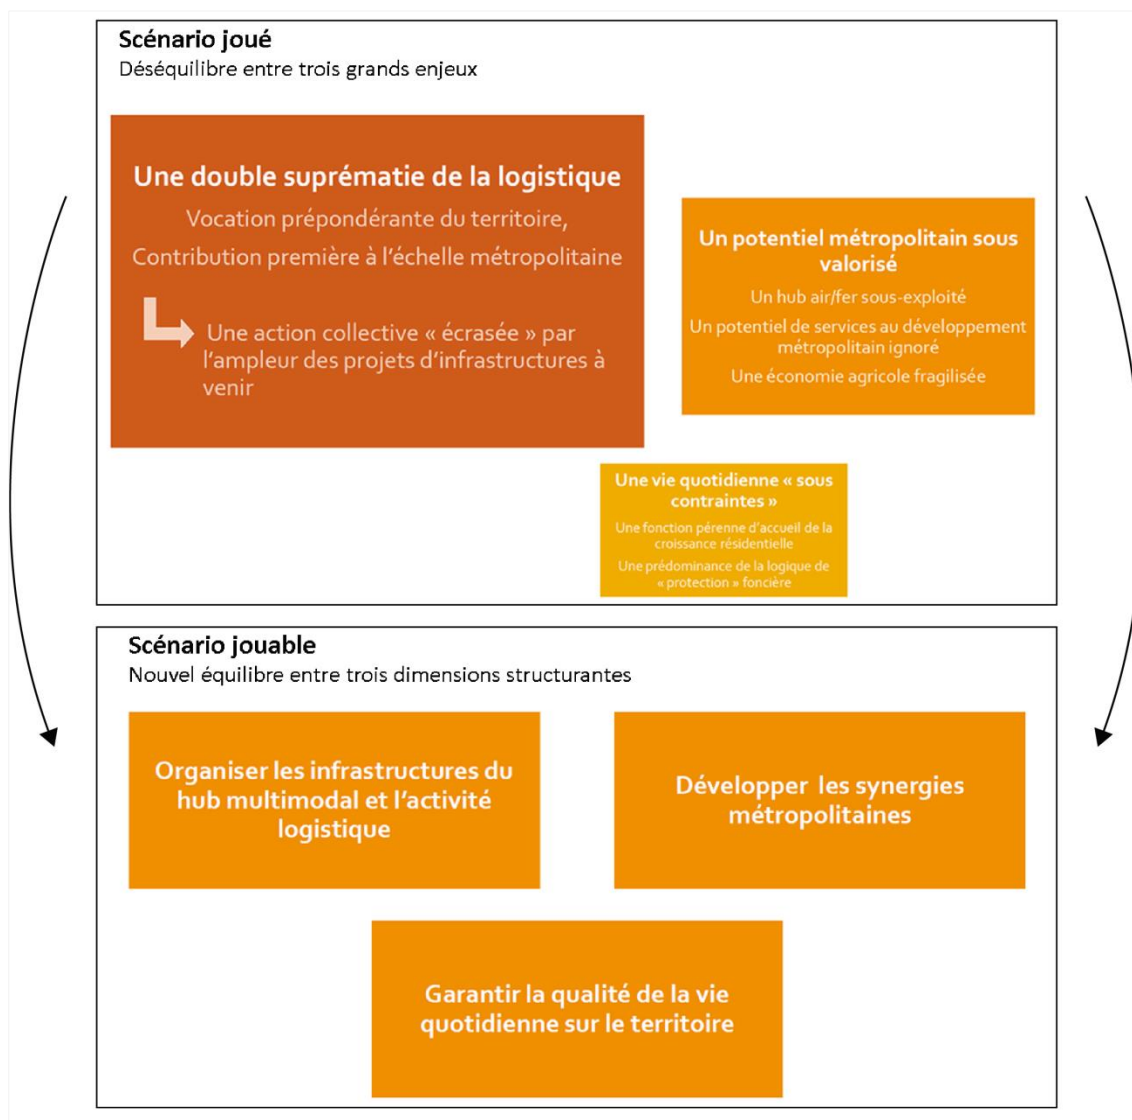 Scénario joué
Déséquilibre entre trois grands enjeux
Une double suprématie de la logistique
Vocation prépondérante du territoire,
Contribution première à l'échelle métropolitaine
Une action collective « écrasée » par
l'ampleur des projets d'infrastructures à
venir
Un potentiel métropolitain sous
valorisé
Un hub air/fer sous-exploité
Un potentiel de services au développement
métropolitain ignoré
Une économie agricole fragilisée
Une vie quotidienne « sous
contraintes »
Une fonction pérenne d'accueil de la
croissance résidentielle
Une prédominance de la logique de
« protection » foncière
Scénario jouable
Nouvel équilibre entre trois dimensions structurantes
Organiser les infrastructures du
hub multimodal et l'activité
logistique
Développer les synergies
métropolitaines
Garantir la qualité de la vie
quotidienne sur le territoire